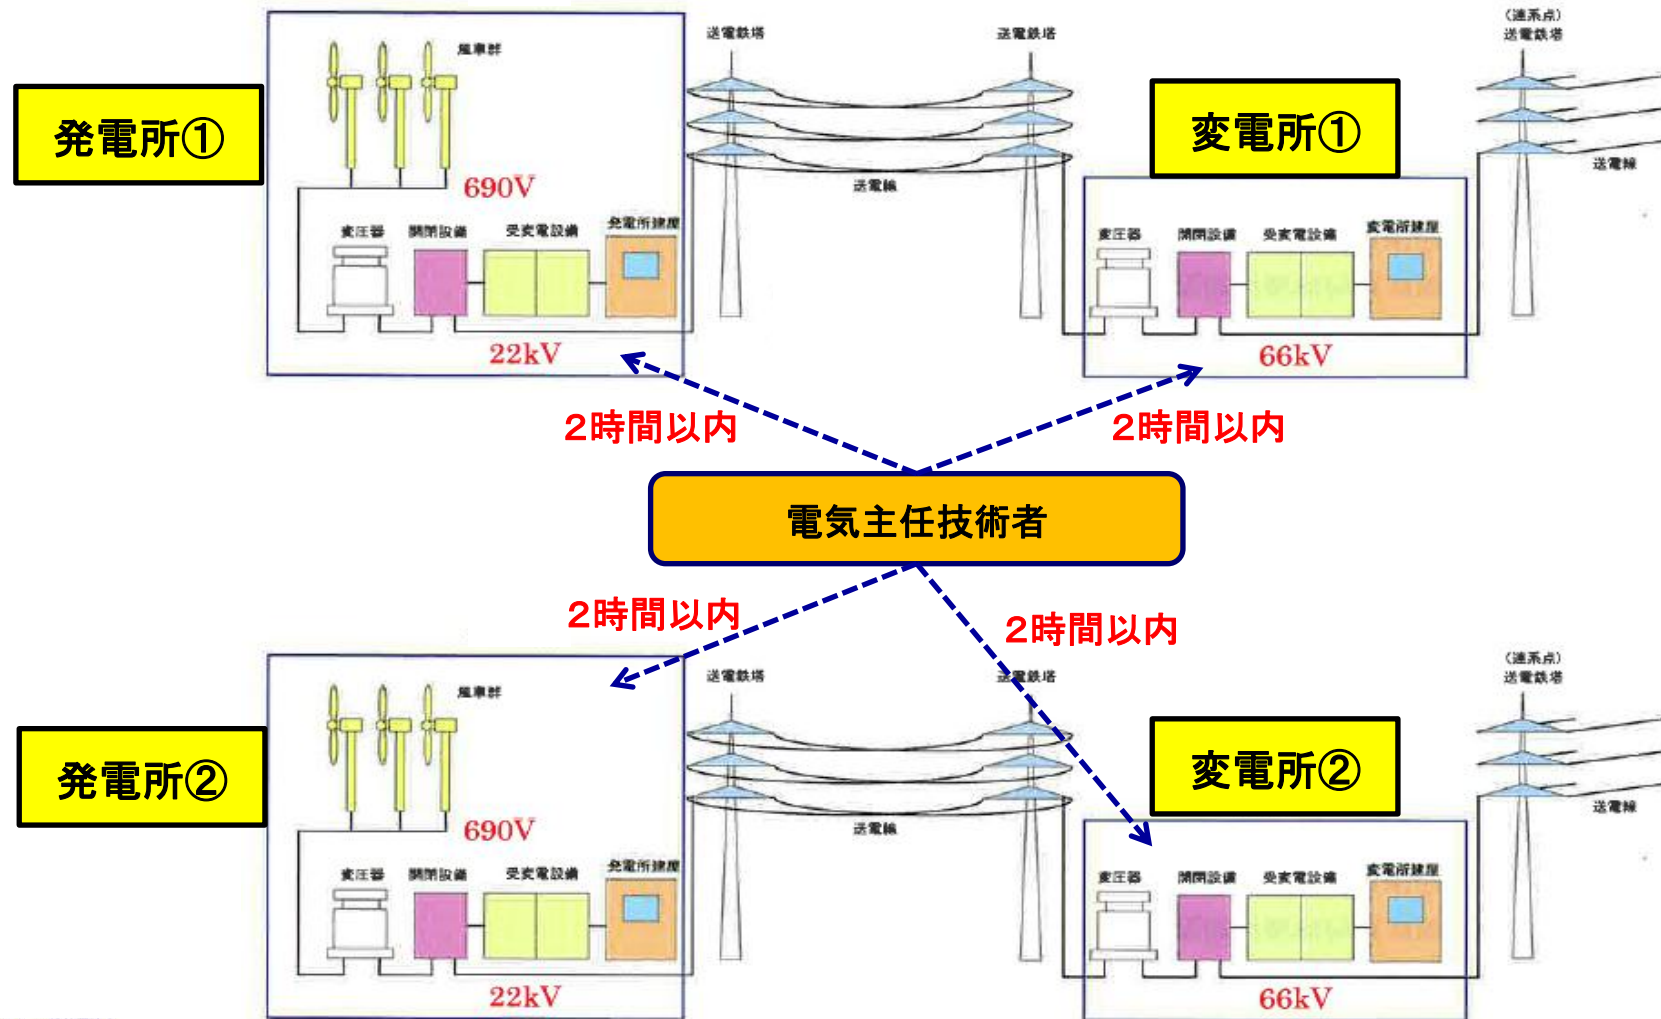 風車群
送電鉄塔
送電鉄塔
(連系点)
送電鉄塔
発電所①
変電所①
690V
送電線
送電線
変圧器
開閉設備
受変電設備
発電所建屋
変圧器
開閉設備
受変電設備
変電所建屋
22kV
66kV
2時間以内
2時間以内
電気主任技術者
2時間以内
2時間以内
風車群
送電鉄塔
送電鉄塔
(連系点)
送電鉄塔
発電所②
変電所②
690V
送電線
送電線
変圧器
開閉設備
受変電設備
発電所建屋
変圧器
開閉設備
受変電設備
変電所建屋
22kV
66kV